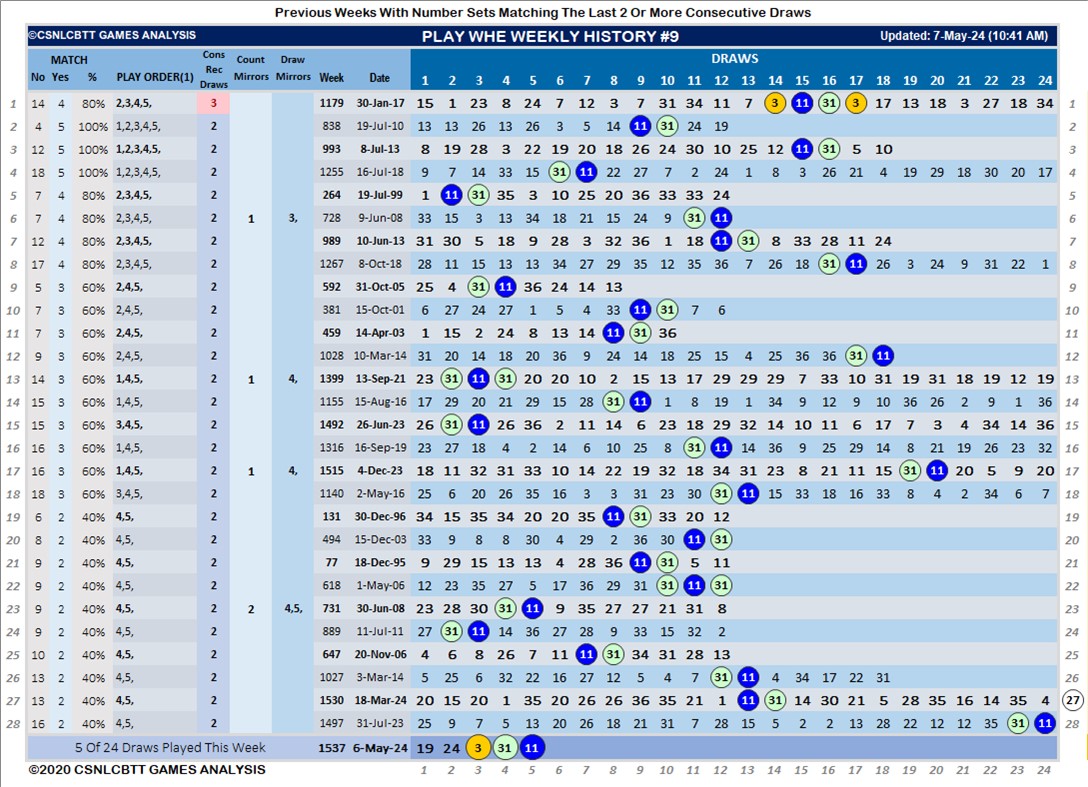 Previous Weeks With Number Sets Matching The Last 2 Or More Consecutive Draws
©CSNLCBTT GAMES ANALYSIS PLAY WHE WEEKLY HISTORY #9 Updated: 7-May-24 (10:41 AM)
MATCH Cons Rec Draws Count Mirrors Draw Mirrors DRAWS
No Yes % PLAY ORDER(1) Week Date 1 2 3 4 5 6 7 8 9 10 11 12 13 14 15 16 17 18 19 20 21 22 23 24
1 14 4 80% 2,3,4,5, 3 1179 30-Jan-17 15 1 23 8 24 7 12 3 7 31 34 11 7 3 11 31 3 17 13 18 3 27 18 34 1
2 4 5 100% 1,2,3,4,5, 2 838 19-Jul-10 13 13 26 13 26 3 5 14 11 31 24 19 2
3 12 5 100% 1,2,3,4,5, 2 993 8-Jul-13 8 19 28 3 22 19 20 18 26 24 30 10 25 12 11 31 5 10 3
4 18 5 100% 1,2,3,4,5, 2 1255 16-Jul-18 9 7 14 33 15 31 11 22 27 7 2 24 1 8 3 26 21 4 19 29 18 30 20 17 4
5 7 4 80% 2,3,4,5, 2 264 19-Jul-99 1 11 31 35 3 10 25 20 36 33 33 24 5
6 7 4 80% 2,3,4,5, 2 1 3, 728 9-Jun-08 33 15 3 13 34 18 21 15 24 9 31 11 6
7 12 4 80% 2,3,4,5, 2 989 10-Jun-13 31 30 5 18 9 28 3 32 36 1 18 11 31 8 33 28 11 24 7
8 17 4 80% 2,3,4,5, 2 1267 8-Oct-18 28 11 15 13 13 34 27 29 35 12 35 36 7 26 18 31 11 26 3 24 9 31 22 1 8
9 5 3 60% 2,4,5, 2 592 31-Oct-05 25 4 31 11 36 24 14 13 9
10 7 3 60% 2,4,5, 2 381 15-Oct-01 6 27 24 27 1 5 4 33 11 31 7 6 10
11 7 3 60% 2,4,5, 2 459 14-Apr-03 1 15 2 24 8 13 14 11 31 36 11
12 9 3 60% 2,4,5, 2 1028 10-Mar-14 31 20 14 18 20 36 9 24 14 18 25 15 4 25 36 36 31 11 12
13 14 3 60% 1,4,5, 2 1 4, 1399 13-Sep-21 23 31 11 31 20 20 10 2 15 13 17 29 29 29 7 33 10 31 19 31 18 19 12 19 13
14 15 3 60% 1,4,5, 2 1155 15-Aug-16 17 29 20 21 29 15 28 31 11 1 8 19 1 34 9 12 9 10 36 26 2 9 1 36 14
15 15 3 60% 3,4,5, 2 1492 26-Jun-23 26 31 11 26 36 2 11 14 6 23 18 29 32 14 10 11 6 17 7 3 4 34 14 36 15
16 16 3 60% 1,4,5, 2 1316 16-Sep-19 23 27 18 4 2 14 6 10 25 8 31 11 14 36 9 25 29 14 8 21 19 26 23 32 16
17 16 3 60% 1,4,5, 2 1 4, 1515 4-Dec-23 18 11 32 31 33 10 14 22 19 32 18 34 31 23 8 21 11 15 31 11 20 5 9 20 17
18 18 3 60% 3,4,5, 2 1140 2-May-16 25 6 20 26 35 16 3 3 31 23 30 31 11 15 33 18 16 33 8 4 2 34 6 7 18
19 6 2 40% 4,5, 2 131 30-Dec-96 34 15 35 34 20 20 35 11 31 33 20 12 19
20 8 2 40% 4,5, 2 494 15-Dec-03 33 9 8 8 30 4 29 2 36 30 11 31 20
21 9 2 40% 4,5, 2 77 18-Dec-95 9 29 15 13 13 4 28 36 11 31 5 11 21
22 9 2 40% 4,5, 2 618 1-May-06 12 23 35 27 5 17 36 29 31 31 11 31 22
23 9 2 40% 4,5, 2 2 4,5, 731 30-Jun-08 23 28 30 31 11 9 35 27 27 21 31 8 23
24 9 2 40% 4,5, 2 889 11-Jul-11 27 31 11 14 36 27 28 9 33 15 32 2 24
25 10 2 40% 4,5, 2 647 20-Nov-06 4 6 8 26 7 11 11 31 34 31 28 13 25
26 13 2 40% 4,5, 2 1027 3-Mar-14 5 25 6 32 22 16 27 12 5 4 7 31 11 4 34 17 22 31 26
27 13 2 40% 4,5, 2 1530 18-Mar-24 20 15 20 1 35 20 26 26 36 35 21 1 11 31 14 30 21 5 28 35 16 14 35 4 27
28 16 2 40% 4,5, 2 1497 31-Jul-23 25 9 7 5 13 20 26 18 21 31 7 28 15 5 2 2 13 28 22 12 12 35 31 11 28
5 Of 24 Draws Played This Week 1537 6-May-24 19 24 3 31 11
©2020 CSNLCBTT GAMES ANALYSIS 1 2 3 4 5 6 7 8 9 10 11 12 13 14 15 16 17 18 19 20 21 22 23 24